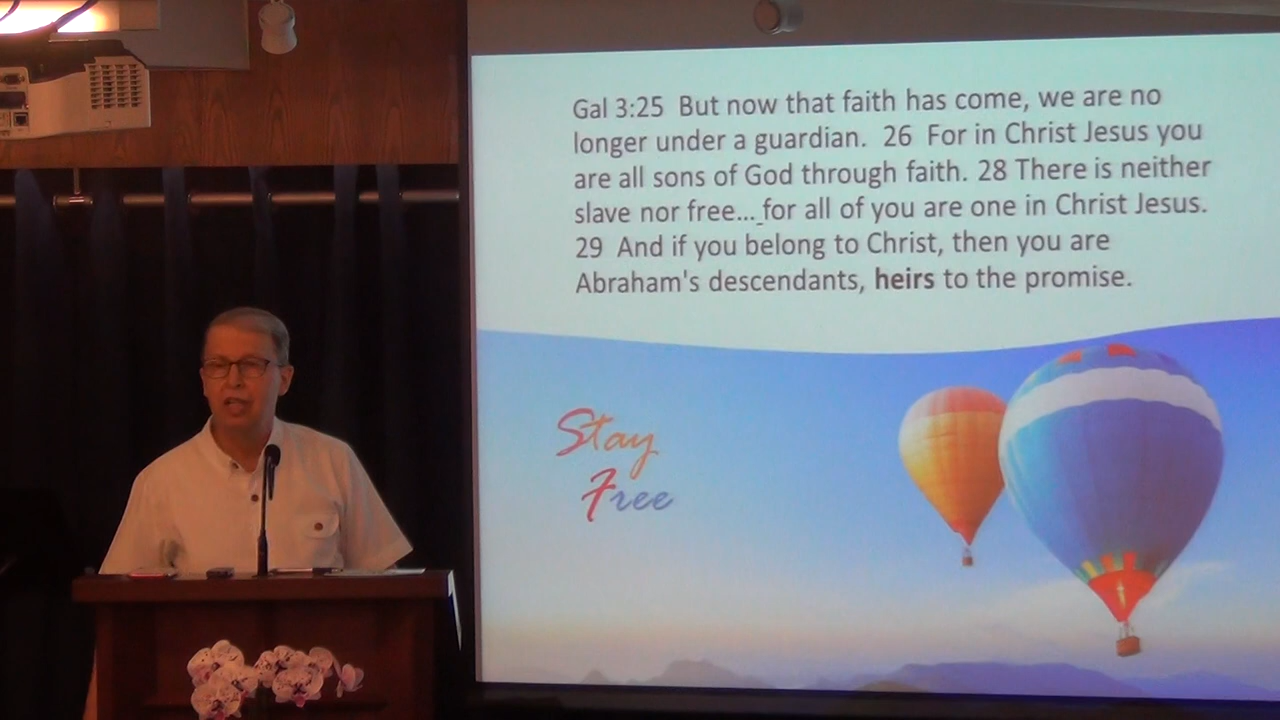 Gal 3:25  But now that faith has come, we are no
longer under a guardian.  26  For in Christ Jesus you
are all sons of God through faith. 28 There is neither
slave nor free... for all of you are one in Christ Jesus.
29  And if you belong to Christ, then you are
Abraham's descendants, heirs to the promise.
Stay
Free